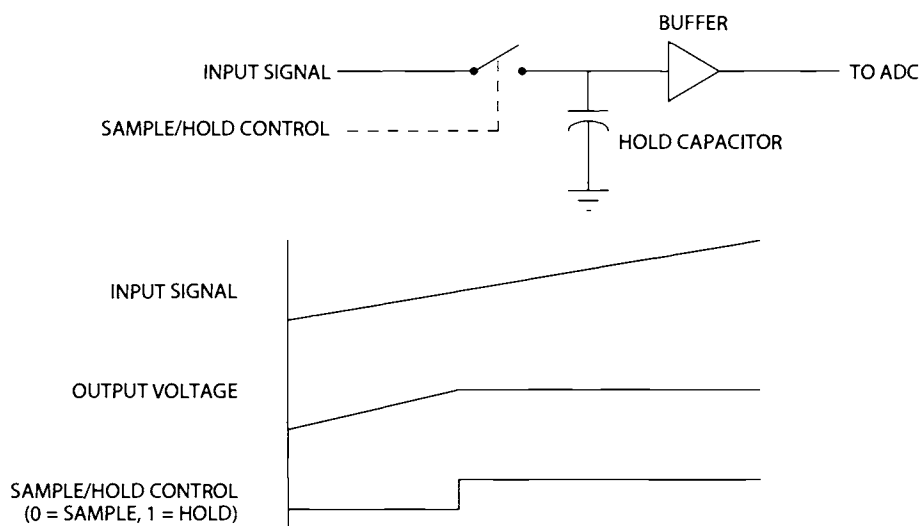 BUFFER
INPUT SIGNAL
TO ADC
SAMPLE/HOLD CONTROL
HOLD CAPACITOR
INPUT SIGNAL
OUTPUT VOLTAGE
SAMPLE/HOLD CONTROL
(0 = SAMPLE, 1 = HOLD)